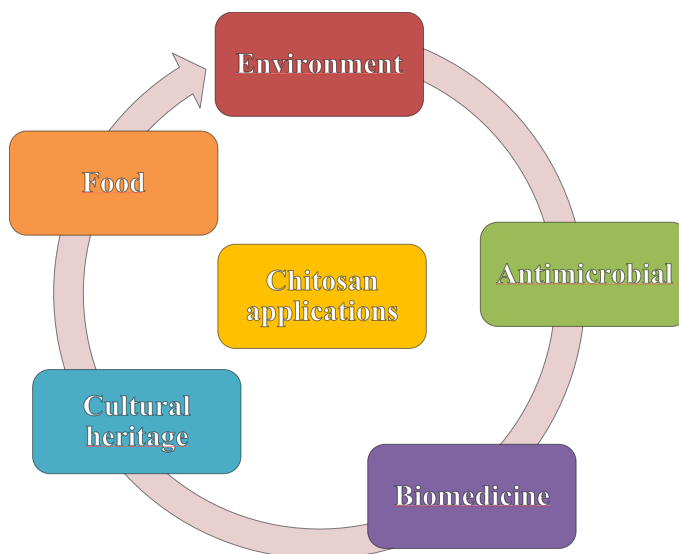 Environment
Food
Antimicrobial
Chitosan
applications
Cultural
heritage
Biomedicine